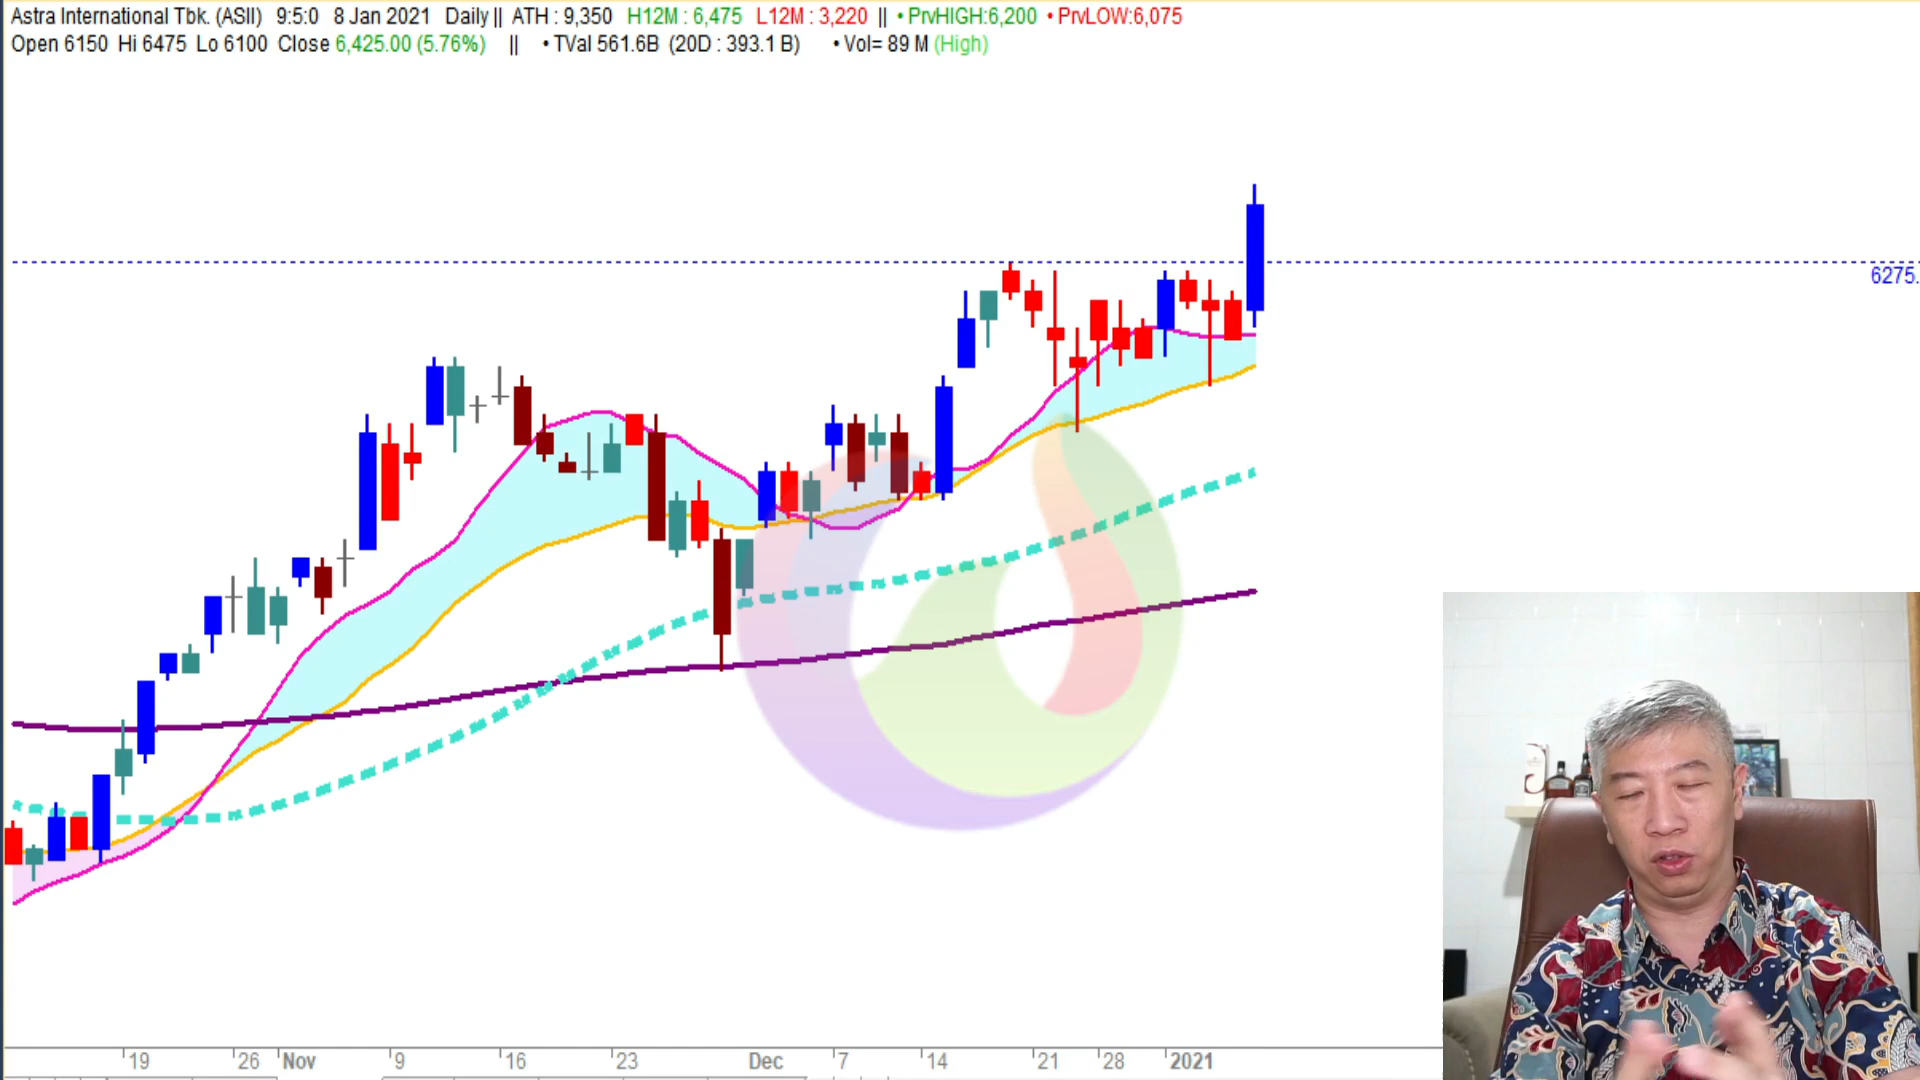 Astra International Tbk. (ASII) 9:5:0 8 Jan 2021 Daily || ATH : 9,350 H12M : 6,475 L12M : 3,220 || • PrvHIGH:6,200 • PrvLOW:6,075
Open 6150 Hi 6475 Lo 6100 Close 6,425.00 (5.76%) || • TVal 561.6B (20D : 393.1 B) • Vol= 89 M (High)
6275.
19 26 Nov 9 16 23 Dec 7 14 21 28 2021